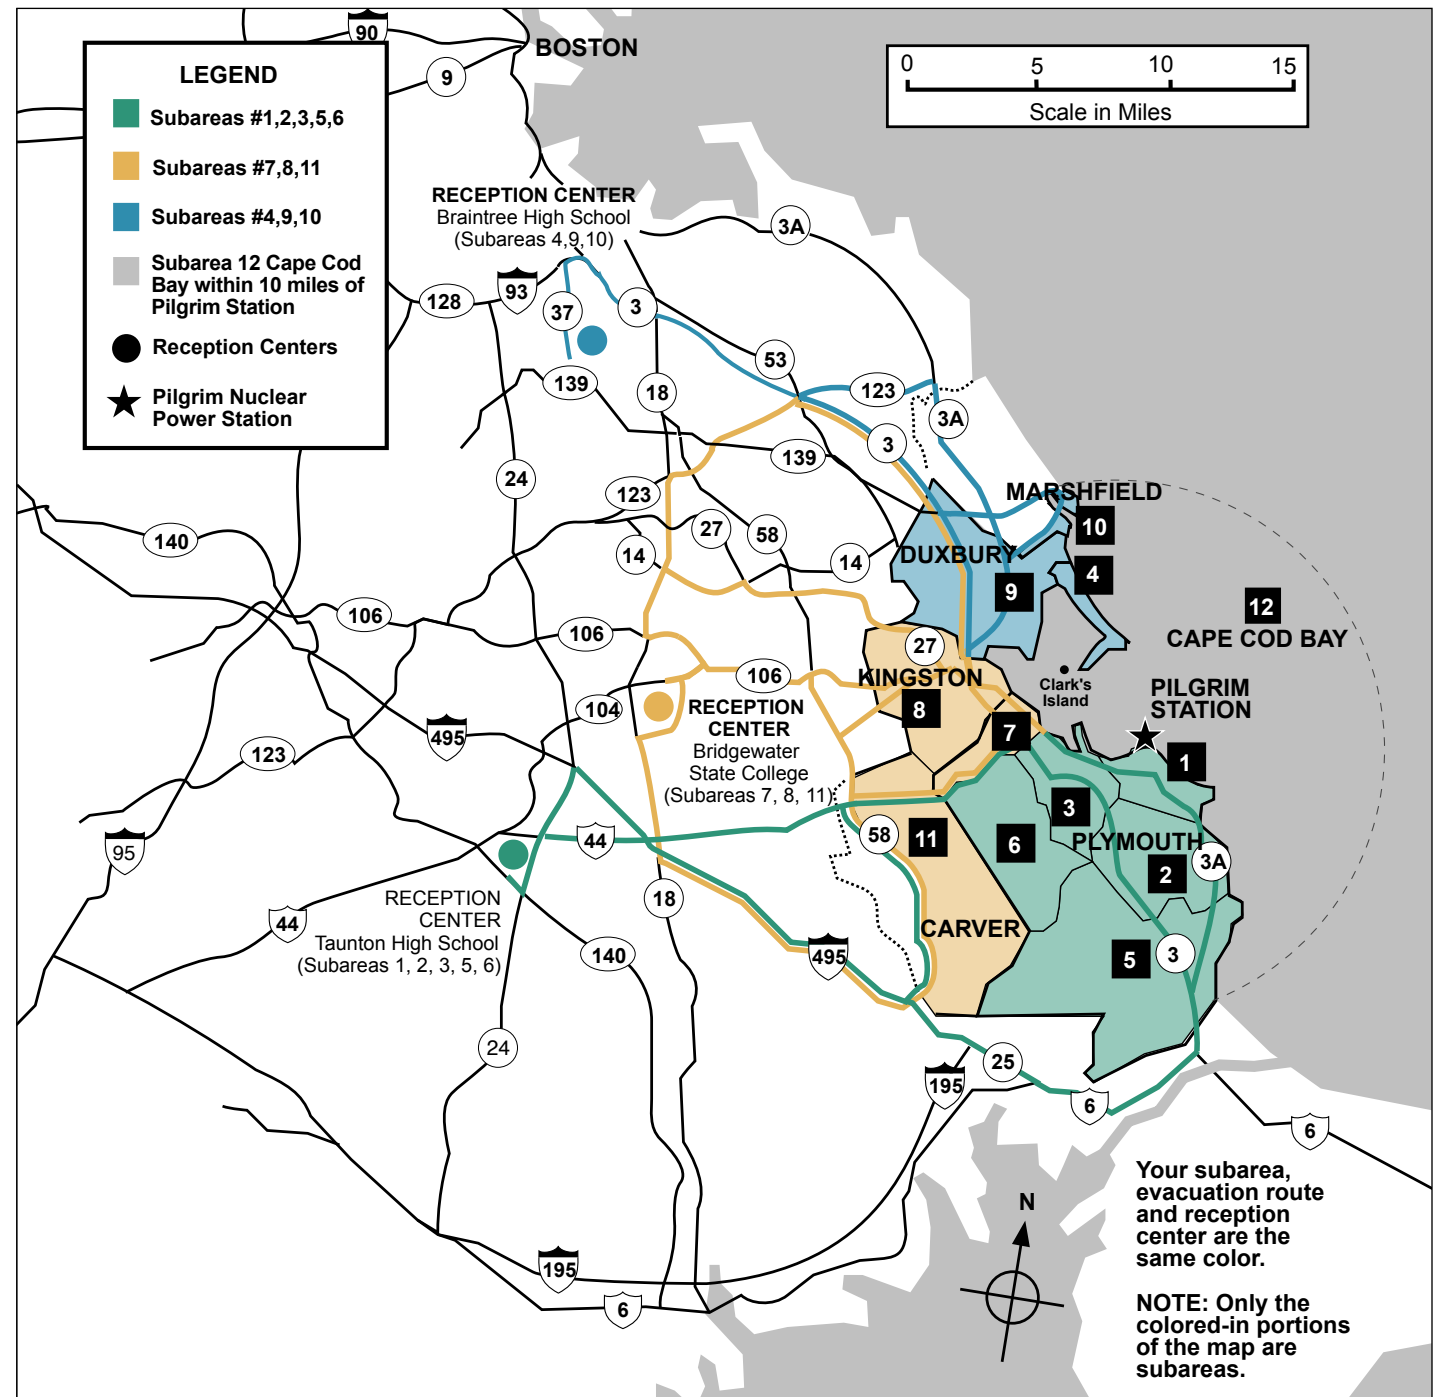 90
BOSTON
9
LEGEND
Subareas #1,2,3,5,6
Subareas #7,8,11
Subareas #4,9,10
Subarea 12 Cape Cod
Bay within 10 miles of
Pilgrim Station
Reception Centers
Pilgrim Nuclear
Power Station
0 5 10 15
Scale in Miles
RECEPTION CENTER
Braintree High School
(Subareas 4,9,10)
3A
128
93
37
3
53
139
18
123
3A
3
139
24
123
27
58
14
14
140
MARSHFIELD
10
DUXBURY
4
9
12
CAPE COD BAY
106
106
27
KINGSTON
8
106
Clark's
Island
PILGRIM
STATION
104
RECEPTION
CENTER
Bridgewater
State College
(Subareas 7, 8, 11)
495
123
7
1
3
44
58
11
6
PLYMOUTH
3A
2
95
RECEPTION
CENTER
Taunton High School
(Subareas 1, 2, 3, 5, 6)
44
18
CARVER
140
495
5
3
24
25
195
6
6
195
6
N
Your subarea,
evacuation route
and reception
center are the
same color.
NOTE: Only the
colored-in portions
of the map are
subareas.